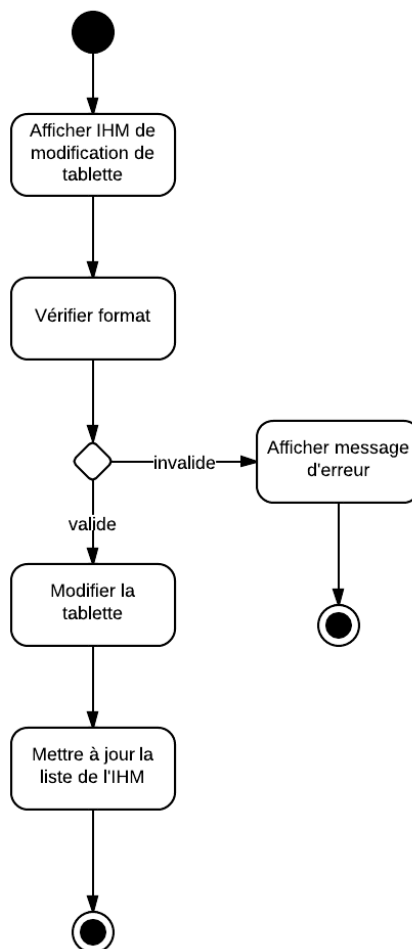 Afficher IHM de
modification de
tablette
Vérifier format
invalide
Afficher message
d'erreur
valide
Modifier la
tablette
Mettre à jour la
liste de l'IHM